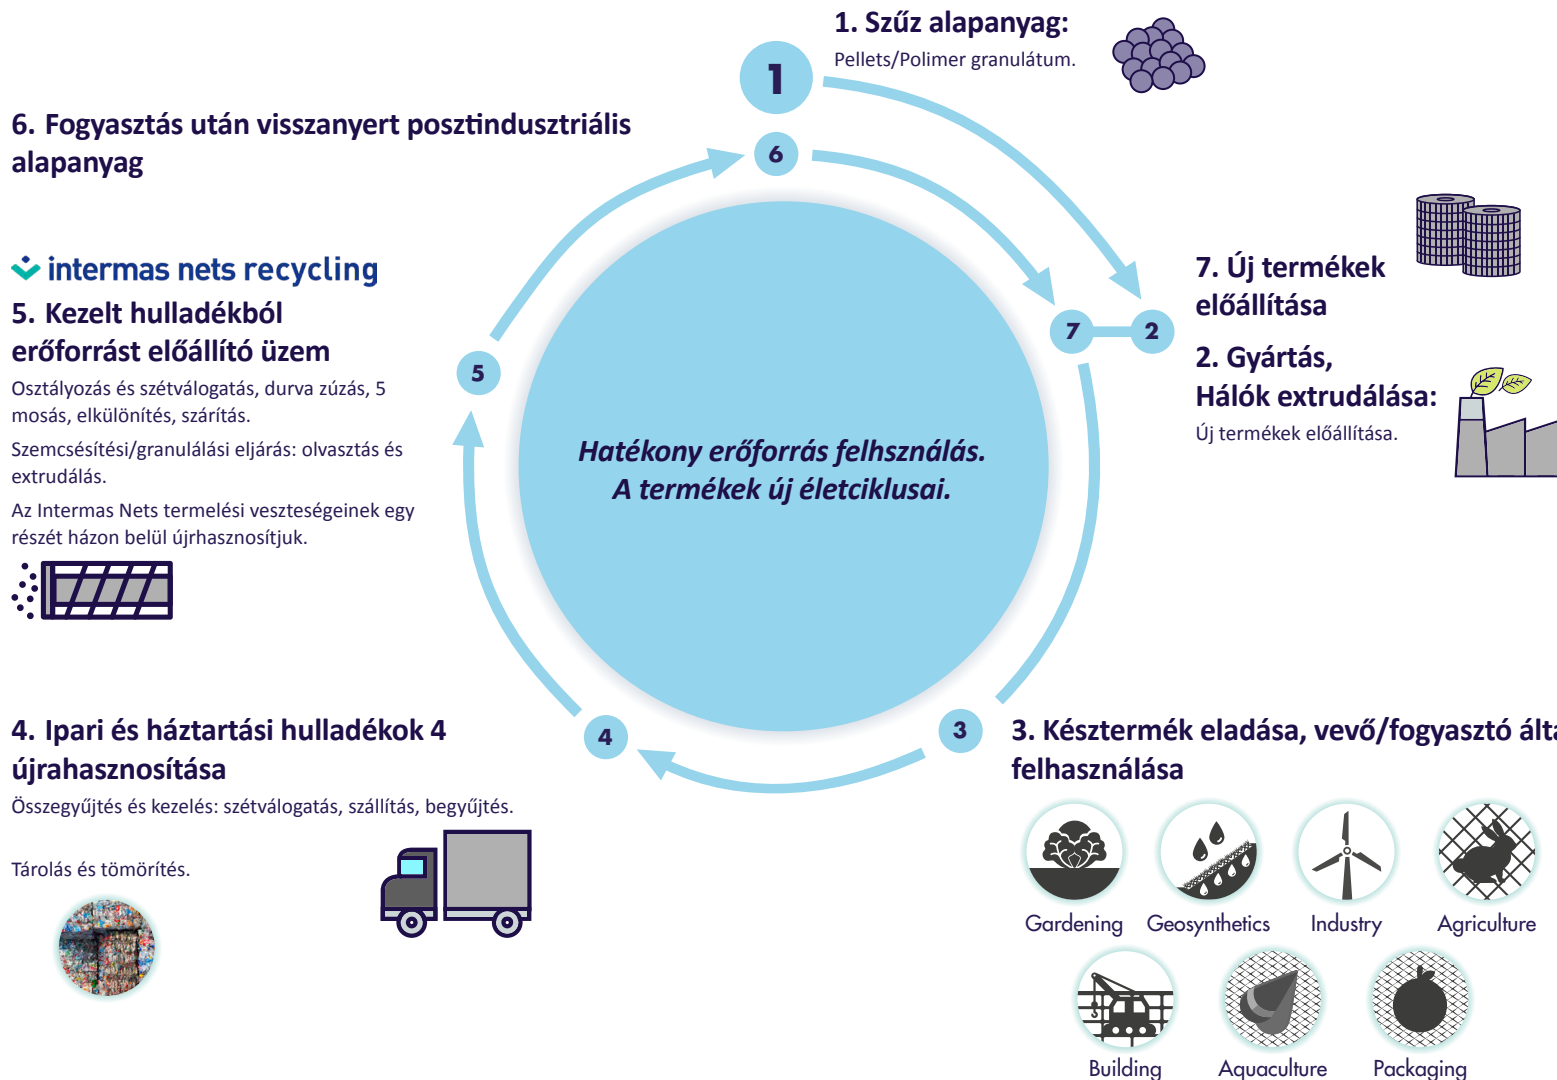 1. Szűz alapanyag:
Pellets/Polimer granulátum.
1
6. Fogyasztás után visszanyert posztindusztriális
alapanyag
6
intermas nets recycling
5. Kezelt hulladékból
erőforrást előállító üzem
Osztályozás és szétválogatás, durva zúzás, 5
mosás, elkülönítés, szárítás.
Szemcsésítési/granulálási eljárás: olvasztás és
extrudálás.
Az Intermas Nets termelési veszteségeinek egy
részét házon belül újrhasznosítjuk.
5
7. Új termékek
előállítása
7
2
2. Gyártás,
Hálók extrudálása:
Új termékek előállítása.
Hatékony erőforrás felhsználás.
A termékek új életciklusai.
4. Ipari és háztartási hulladékok 4
újrahasznosítása
Összegyűjtés és kezelés: szétválogatás, szállítás, begyűjtés.
Tárolás és tömörítés.
4
3
3. Késztermék eladása, vevő/fogyasztó álta
felhasználása
Gardening
Geosynthetics
Industry
Agriculture
Building
Aquaculture
Packaging